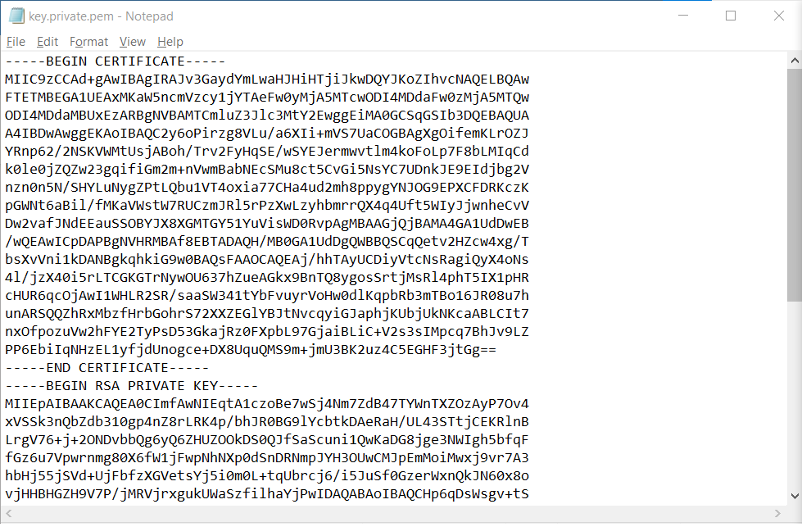 key.private.pem - Notepad
File Edit Format View Help
-----BEGIN CERTIFICATE-----
MIIC9zCCAd+gAwIBAgIRAJv3GaydYmLwaHJHiHTjiJkwDQYJKoZIhvcNAQELBQAw
FTETMBEGA1UEAxMKaW5ncmVzcy1jYTAeFw0yMjA5MTcwODI4MDdaFw0zMjA5MTQw
ODI4MDdaMBUxEzARBgNVBAMTCmluZ3Jlc3MtY2EwggEiMA0GCSqGSIb3DQEBAQUA
A4IBDwAwggEKAoIBAQC2y6oPirzg8VLu/a6XIi+mVS7UaCOGBAgXgOifemKLrOZJ
YRnp62/2NSKVWMtUsjABoh/Trv2FyHqSE/wSYEJermwvtlm4koFoLp7F8bLMIqCd
k0le0jZQZw23gqifiGm2m+nVwmBabNEcSMu8ct5CvGi5NsYC7UDnkJE9EIdjbg2V
nzn0n5N/SHYLuNygZPtLQbu1VT4oxia77CHa4ud2mh8ppygYNJOG9EPXCFDRKczK
pGWNt6aBil/fMKaVWstW7RUCzmJRl5rPzXwLzyhbmrrQX4q4Uft5WIyJjwnheCvV
Dw2vafJNdEEauSSOBYJX8XGMTGY51YuVisWD0RvpAgMBAAGjQjBAMA4GA1UdDwEB
/wQEAwICpDAPBgNVHRMBAf8EBTADAQH/MB0GA1UdDgQWBBQSCqQetv2HZcw4xg/T
bsXvVni1kDANBgkqhkiG9w0BAQsFAAOCAQEAj/hhTAyUCDiyVtcNsRagiQyX4oNs
4l/jzX40i5rLTCGKGTrNywOU637hZueAGkx9BnTQ8ygosSrtjMsRl4phT5IX1pHR
cHUR6qcOjAwI1WHLR2SR/saaSW341tYbFvuyrVoHw0dlKqpbRb3mTBo16JR08u7h
unARSQQZhRxMbzfHrbGohrS72XXZEGlYBJtNvcqyiGJaphjKUbjUkNKcaABLCIt7
nxOfpozuVw2hFYE2TyPsD53GkajRz0FXpbL97GjaiBLiC+V2s3sIMpcq7BhJv9LZ
PP6EbiIqNHzEL1yfjdUnogce+DX8UquQMS9m+jmU3BK2uz4C5EGHF3jtGg==
-----END CERTIFICATE-----
-----BEGIN RSA PRIVATE KEY-----
MIIEpAIBAAKCAQEA0CImfAwNIEqtA1czoBe7wSj4Nm7ZdB47TYWnTXZOzAyP7Ov4
xVSSk3nQbZdb310gp4nZ8rLRK4p/bhJR0BG9lYcbtkDAeRaH/UL43STtjCEKRlnB
LrgV76+j+2ONDvbbQg6yQ6ZHUZOOkDS0QJfSaScuni1QwKaDG8jge3NWIgh5bfqF
fGz6u7Vpwrnmg80X6fW1jFwpNhNXp0dSnDRNmpJYH3OUwCMJpEmMoiMwxj9vr7A3
hbHj55jSVd+UjFbfzXGVetsYj5i0m0L+tqUbrcj6/i5JuSf0GzerWxnQkJN60x8o
vjHHBHGZH9V7P/jMRVjrxgukUWaSzfilhaYjPwIDAQABAoIBAQCHp6qDsWsgv+tS